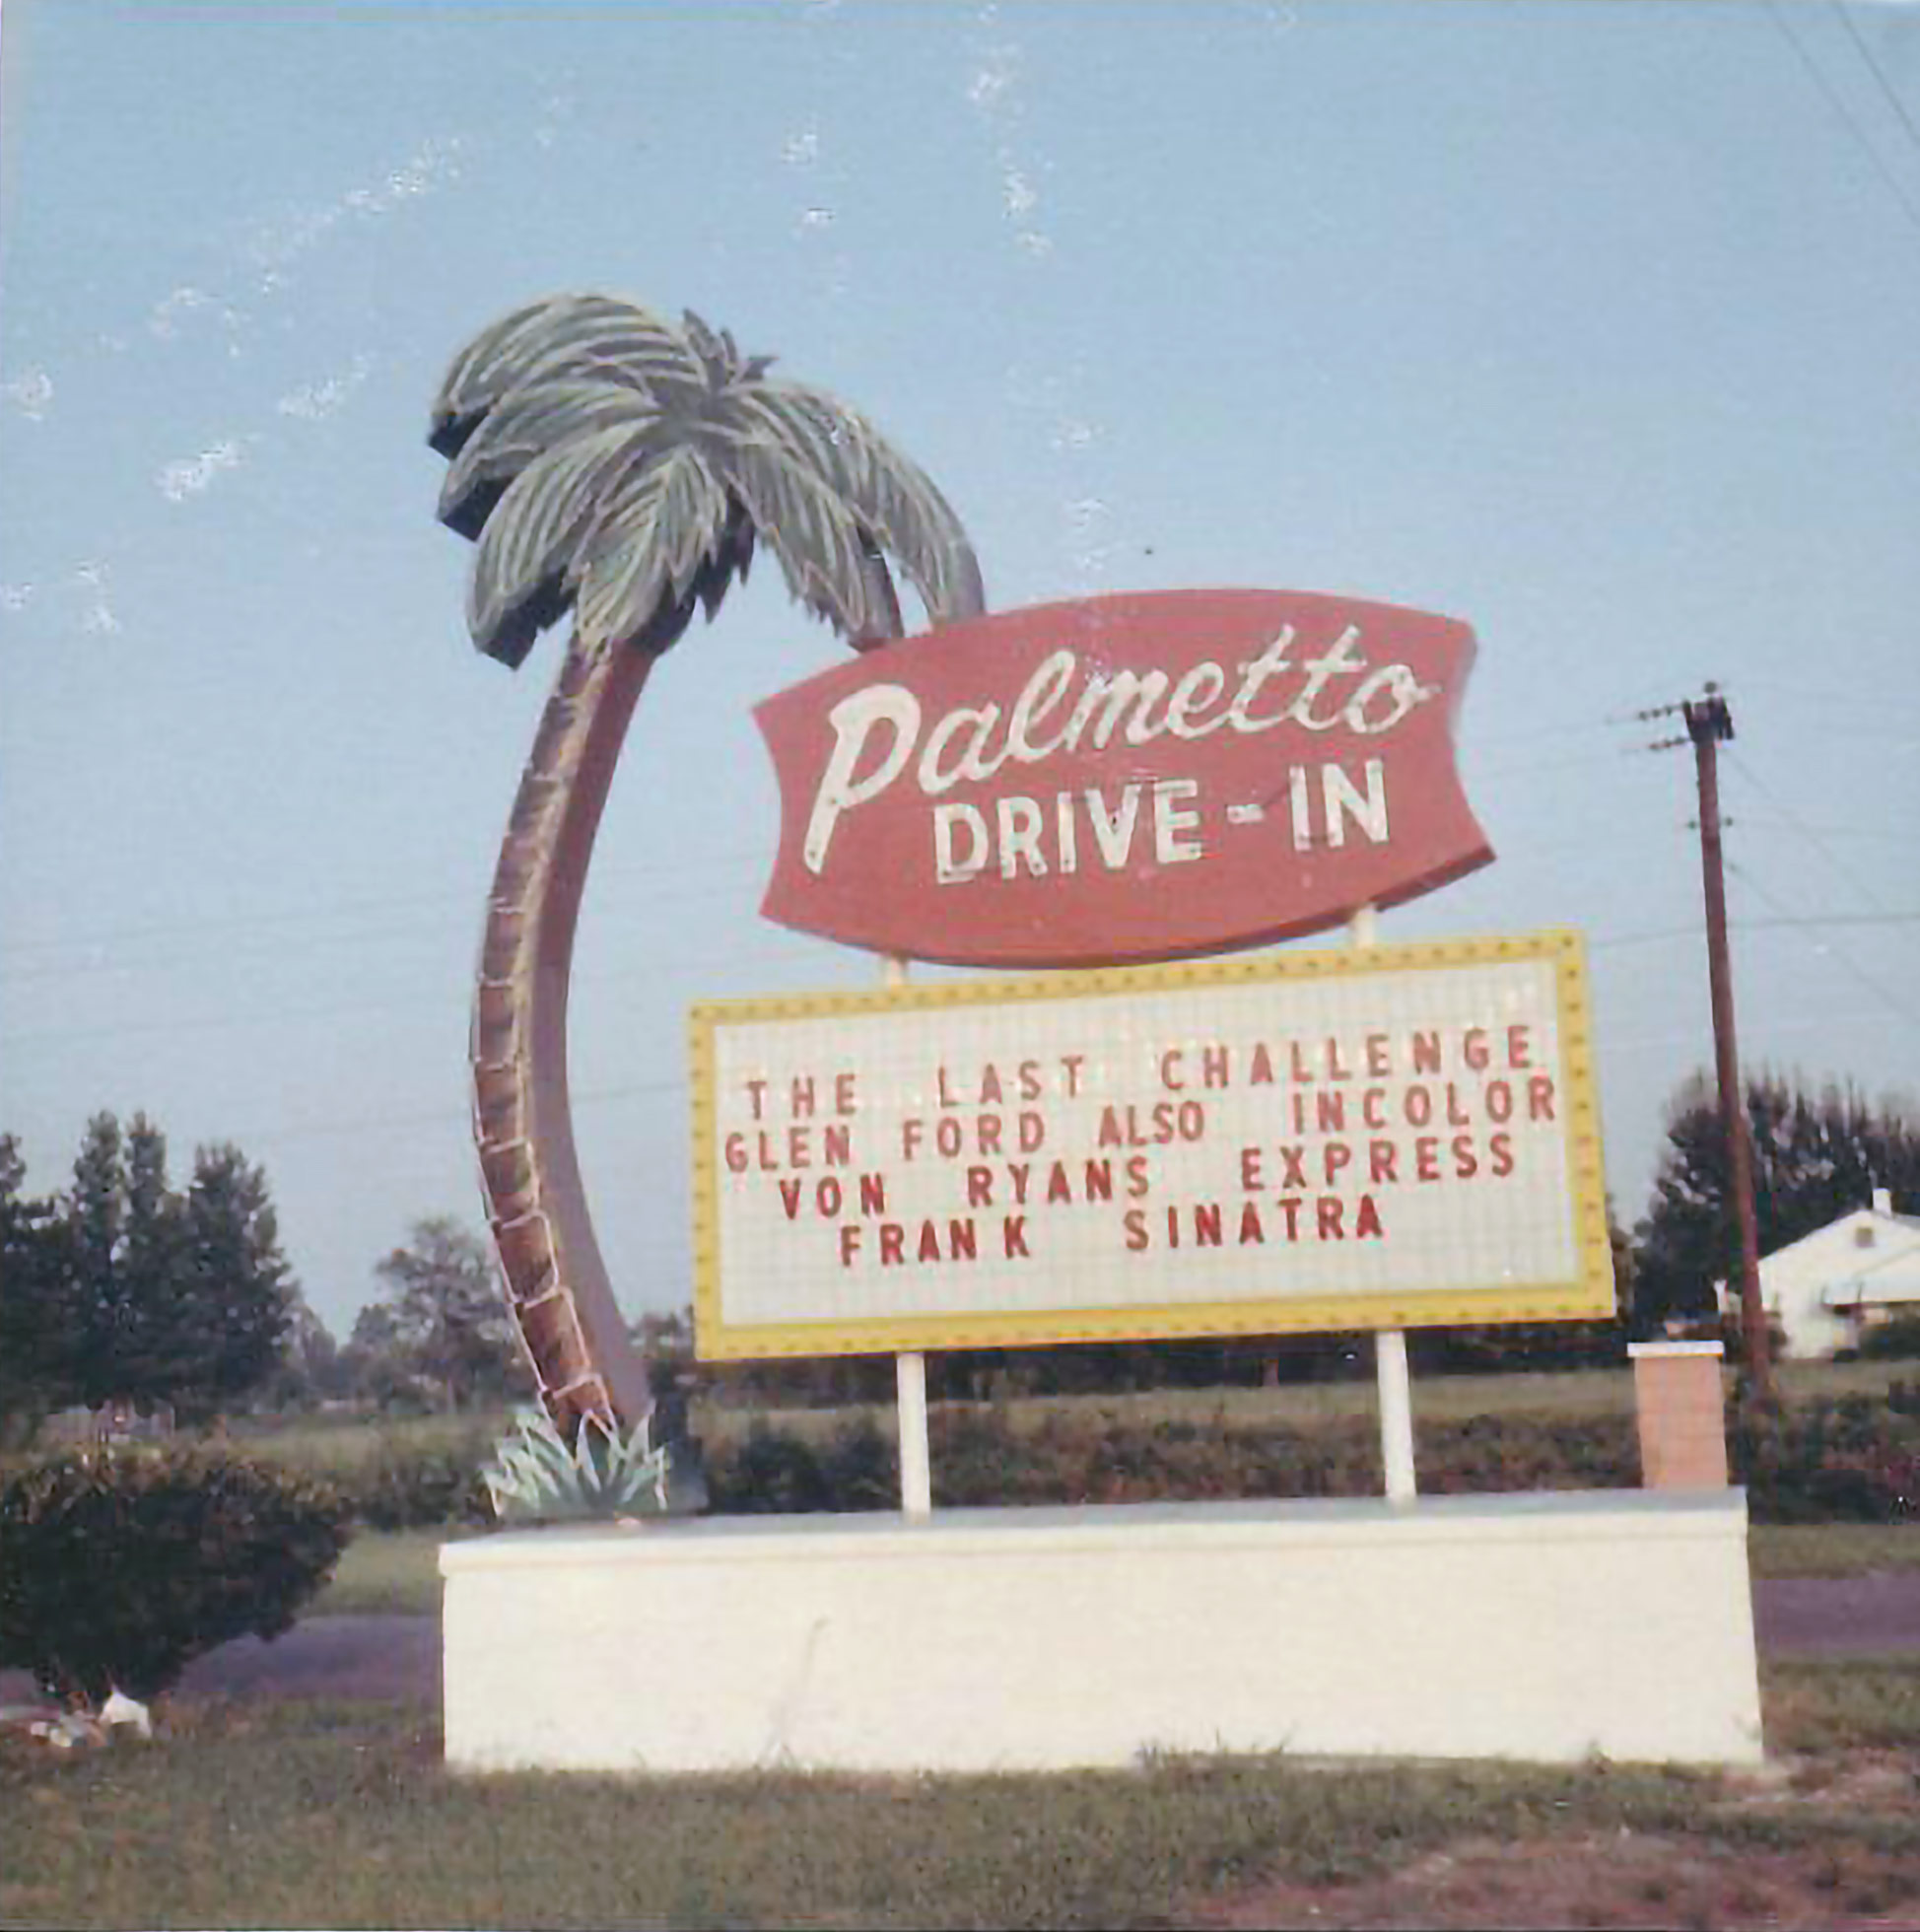 Palmetto
DRIVE-IN
THE LAST CHALLENGE
GLEN FORD ALSO INCOLOR
VON RYANS EXPRESS
FRANK SINATRA